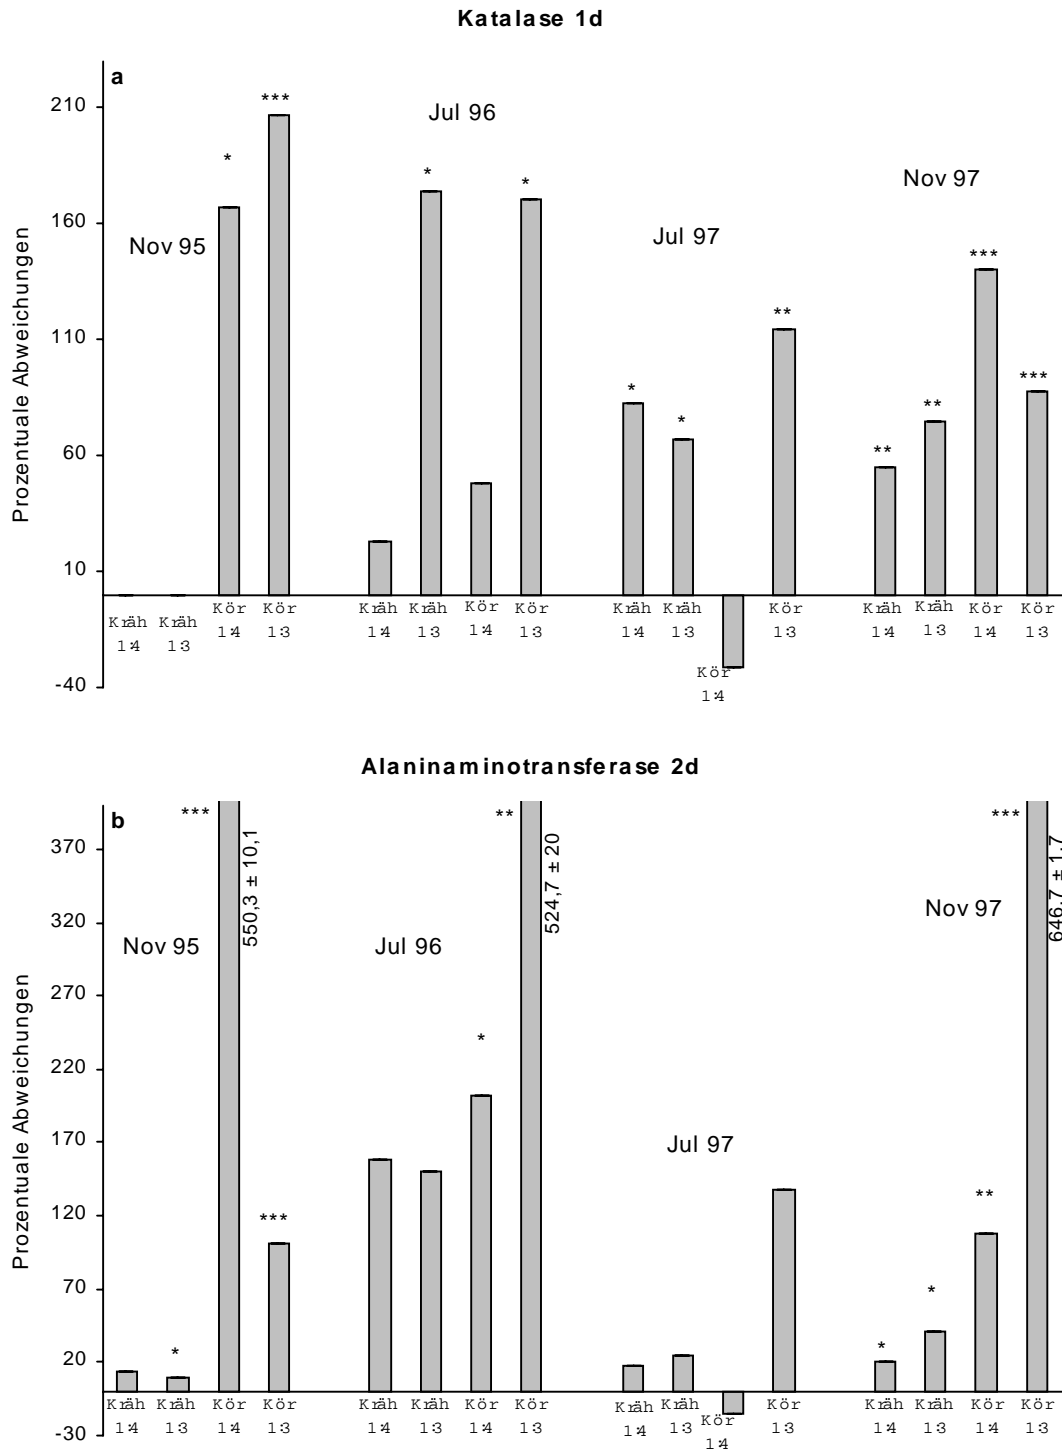 Katalase 1d
a
210
160
110
60
10
-40
Prozentuale Abweichungen
Nov 95
Jul 96
Jul 97
Nov 97
* *** * * * * ** ** ** *** ***
Kräh 1:4
Kräh 1:3
Kör 1:4
Kör 1:3
Kräh 1:4
Kräh 1:3
Kör 1:4
Kör 1:3
Kräh 1:4
Kräh 1:3
Kör 1:4
Kör 1:3
Kräh 1:4
Kräh 1:3
Kör 1:4
Kör 1:3
Alaninaminotransferase 2d
b
370
320
270
220
170
120
70
20
-30
Prozentuale Abweichungen
Nov 95
Jul 96
Jul 97
Nov 97
* *** *** * ** * * ** ***
550,3 ± 10,1
524,7 ± 20
646,7 ± 1,7
Kräh 1:4
Kräh 1:3
Kör 1:4
Kör 1:3
Kräh 1:4
Kräh 1:3
Kör 1:4
Kör 1:3
Kräh 1:4
Kräh 1:3
Kör 1:4
Kör 1:3
Kräh 1:4
Kräh 1:3
Kör 1:4
Kör 1:3